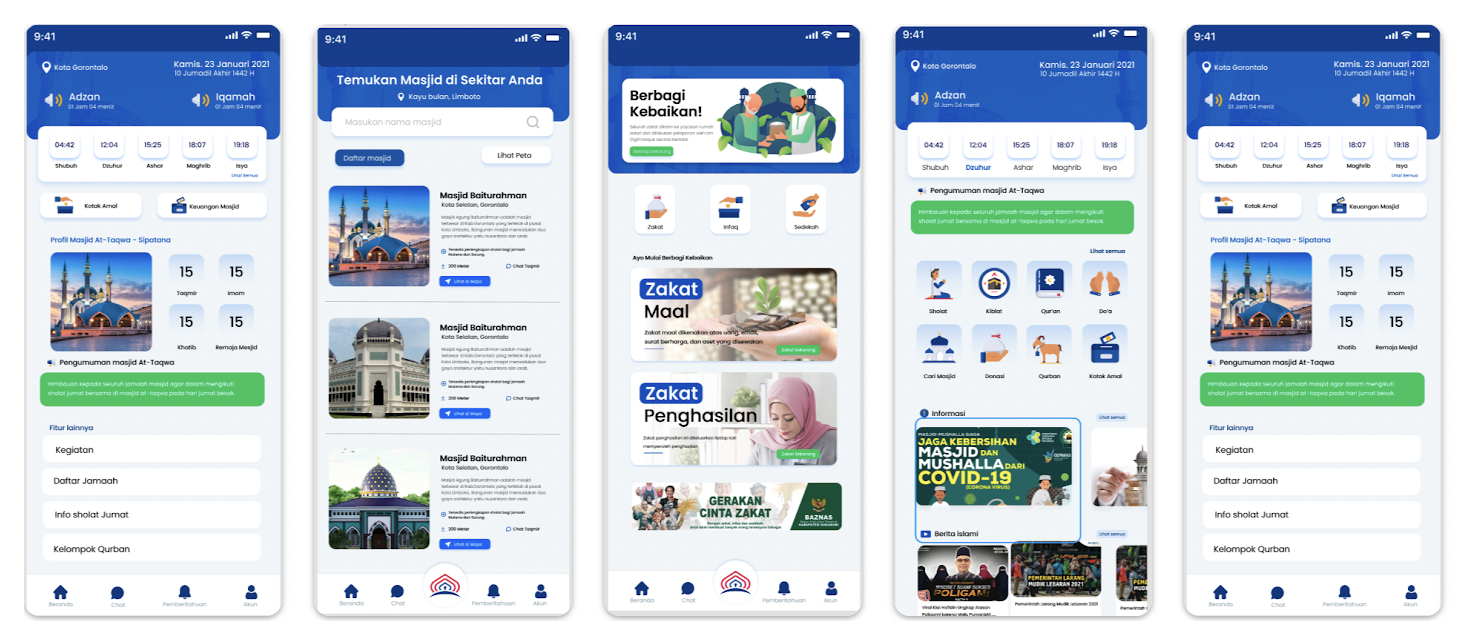 9:41
Kota Gorontalo
Kamis. 23 Januari 2021
10 Jumadil Akhir 1442 H
Adzan
01 Jam 04 menit
Iqamah
01 Jam 04 menit
04:42 12:04 15:25 18:07 19:18
Shubuh Dzuhur Ashar Maghrib Isya
Lihat Semua
Kotak Amal
Keuangan Masjid
Profil Masjid At-Taqwa - Sipatana
15 15
Taqmir Imam
15 15
Khatib Remaja Mesjid
Pengumuman masjid At-Taqwa
Himbauan kepada seluruh jamaah masjid agar dalam mengikuti
sholat jumat bersama di masjid at-taqwa pada hari jumat besok.
Fitur lainnya
Kegiatan
Daftar Jamaah
Info sholat Jumat
Kelompok Qurban
Beranda Chat Pemberitahuan Akun
9:41
Temukan Masjid di Sekitar Anda
Kayu bulan, Limboto
Masukan nama masjid
Daftar masjid
Lihat Peta
Masjid Baiturahman
Kota Selatan, Gorontalo
Masjid Agung Baiturrahman adalah masjid
terbesar di Kota Gorontalo yang terletak di pusat
kota Limboto, Bangunan masjid memadukan dua
gaya arsitektur yaitu nusantara dan arab.
Tersedia perlengkapan sholat bagi jamaah
Mukena dan Sarung.
200 Meter Chat Taqmir
Lihat di Maps
Masjid Baiturahman
Kota Selatan, Gorontalo
Masjid Agung Baiturrahman adalah masjid
terbesar di Kota Gorontalo yang terletak di pusat
kota Limboto, Bangunan masjid memadukan dua
gaya arsitektur yaitu nusantara dan arab.
Tersedia perlengkapan sholat bagi jamaah
Mukena dan Sarung.
200 Meter Chat Taqmir
Lihat di Maps
Masjid Baiturahman
Kota Selatan, Gorontalo
Masjid Agung Baiturrahman adalah masjid
terbesar di Kota Gorontalo yang terletak di pusat
kota Limboto, Bangunan masjid memadukan dua
gaya arsitektur yaitu nusantara dan arab.
Tersedia perlengkapan sholat bagi jamaah
Mukena dan Sarung.
200 Meter Chat Taqmir
Lihat di Maps
Beranda Chat Pemberitahuan Akun
9:41
Berbagi
Kebaikan!
Berbagi Sekarang
Zakat Infaq Sedekah
Ayo Mulai Berbagi Kebaikan
Zakat
Maal
Zakat maal dikenakan atas uang, emas,
surat berharga, dan aset yang disewakan
Zakat Sekarang
Zakat
Penghasilan
Zakat penghasilan ini dikeluarkan setiap kali
memperoleh penghasilan
Zakat Sekarang
GERAKAN
CINTA ZAKAT
BAZNAS
Beranda Chat Pemberitahuan Akun
9:41
Kota Gorontalo
Kamis. 23 Januari 2021
10 Jumadil Akhir 1442 H
Adzan
01 Jam 04 menit
04:42 12:04 15:25 18:07 19:18
Shubuh Dzuhur Ashar Maghrib Isya
Pengumuman masjid At-Taqwa
Himbauan kepada seluruh jamaah masjid agar dalam mengikuti
sholat jumat bersama di masjid at-taqwa pada hari jumat besok.
Lihat semua
Sholat Kiblat Qur'an Do'a
Cari Masjid Donasi Qurban Kotak Amal
Informasi
Lihat semua
MASJID-MUSHALLA SIAGA
JAGA KEBERSIHAN
MASJID DAN
MUSHALLA DARI
COVID-19
(CORONA VIRUS)
GERMAS
Berita islami
Lihat semua
MINDSET SUAMI SUKSES
POLIGAMI
PEMERINTAH LARANG
MUDIK LEBARAN 2021
Viral Kisi Hafidin Ungkap Alasan
Pemerintah Larang Mudik Lebaran 2021
9:41
Kota Gorontalo
Kamis. 23 Januari 2021
10 Jumadil Akhir 1442 H
Adzan
01 Jam 04 menit
Iqamah
01 Jam 04 menit
04:42 12:04 15:25 18:07 19:18
Shubuh Dzuhur Ashar Maghrib Isya
Lihat Semua
Kotak Amal
Keuangan Masjid
Profil Masjid At-Taqwa - Sipatana
15 15
Taqmir Imam
15 15
Khatib Remaja Mesjid
Pengumuman masjid At-Taqwa
Himbauan kepada seluruh jamaah masjid agar dalam mengikuti
sholat jumat bersama di masjid at-taqwa pada hari jumat besok.
Fitur lainnya
Kegiatan
Daftar Jamaah
Info sholat Jumat
Kelompok Qurban
Beranda Chat Pemberitahuan Akun